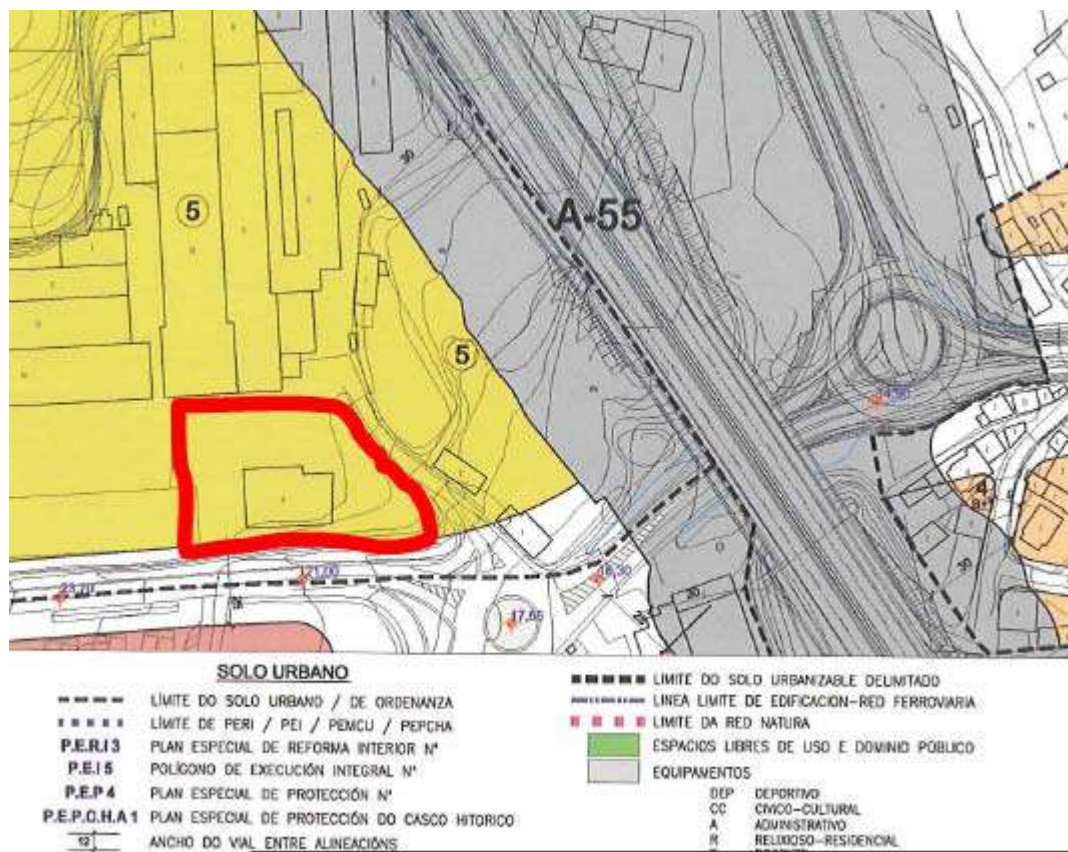 A-55
5
5
14,90
23,70
21,00
18,30
17,65
SOLO URBANO
LÍMITE DO SOLO URBANO / DE ORDENANZA
LÍMITE DE PERI / PEI / PEMCU / PEPCHA
P.E.R.I 3 PLAN ESPECIAL DE REFORMA INTERIOR Nº
P.E.I 5 POLÍGONO DE EXECUCIÓN INTEGRAL Nº
P.E.P 4 PLAN ESPECIAL DE PROTECCIÓN Nº
P.E.P.C.H.A 1 PLAN ESPECIAL DE PROTECCIÓN DO CASCO HITORICO
12 ANCHO DO VIAL ENTRE ALINEACIÓNS
LIMITE DO SOLO URBANIZABLE DELIMITADO
LINEA LIMITE DE EDIFICACION-RED FERROVIARIA
LIMITE DA RED NATURA
ESPACIOS LIBRES DE USO E DOMINIO PÚBLICO
EQUIPAMENTOS
DEP DEPORTIVO
CC CIVICO-CULTURAL
A ADMINISTRATIVO
R RELIXIOSO-RESIDENCIAL